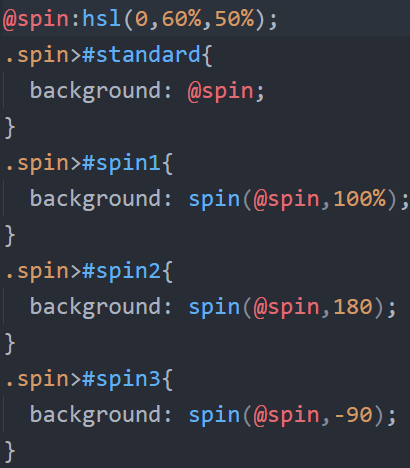 @spin:hsl(0,60%,50%);
.spin>#standard{
  background: @spin;
}
.spin>#spin1{
  background: spin(@spin,100%);
}
.spin>#spin2{
  background: spin(@spin,180);
}
.spin>#spin3{
  background: spin(@spin,-90);
}